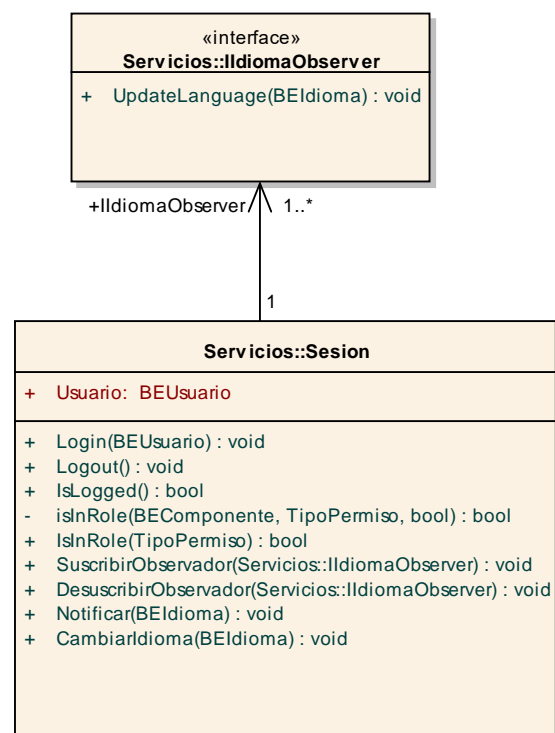 «interface»
Servicios::IIdiomaObserver
+ UpdateLanguage(BEIdioma) : void
+IIdiomaObserver 1..*
1
Servicios::Sesion
+ Usuario: BEUsuario
+ Login(BEUsuario) : void
+ Logout() : void
+ IsLogged() : bool
- isInRole(BEComponente, TipoPermiso, bool) : bool
+ IsInRole(TipoPermiso) : bool
+ SuscribirObservador(Servicios::IIdiomaObserver) : void
+ DesuscribirObservador(Servicios::IIdiomaObserver) : void
+ Notificar(BEIdioma) : void
+ CambiarIdioma(BEIdioma) : void